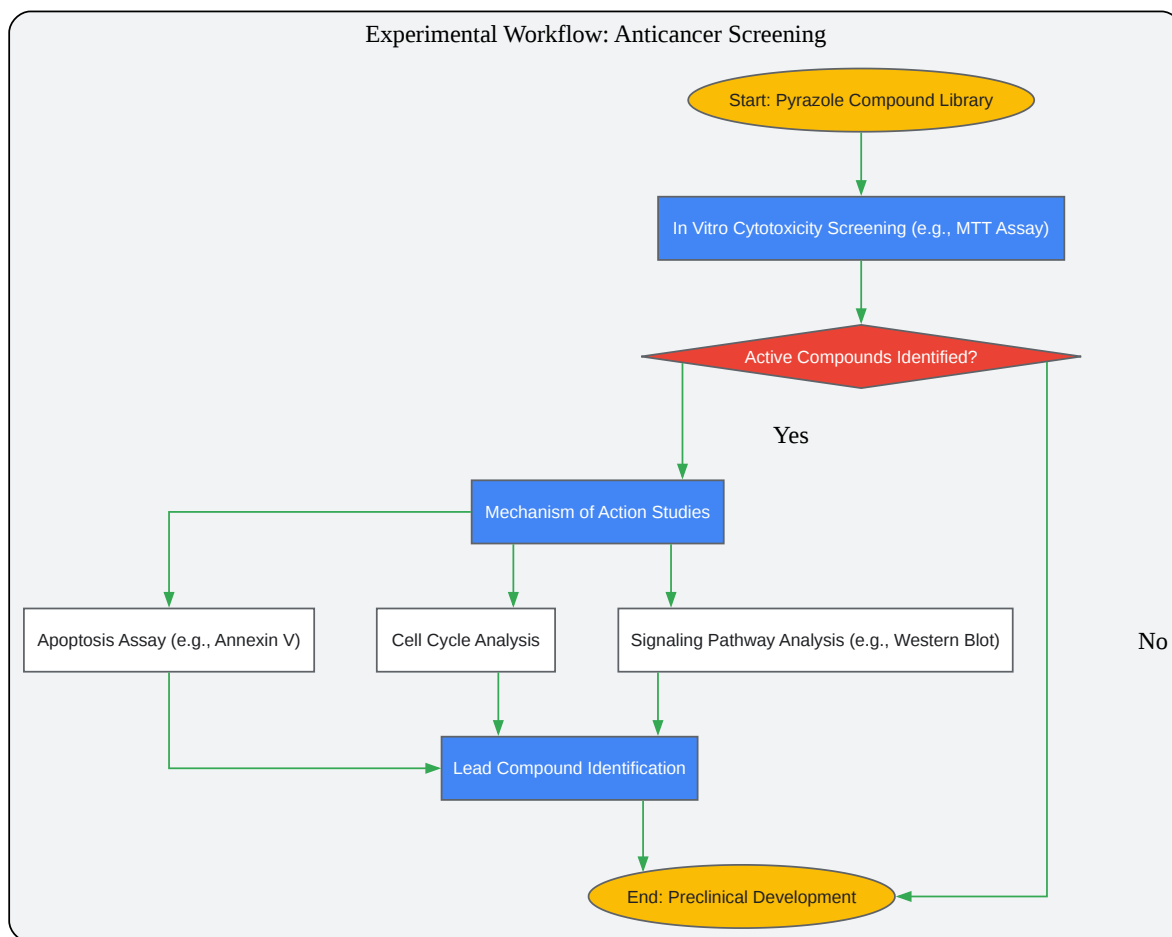 Experimental Workflow: Anticancer Screening
Start: Pyrazole Compound Library
In Vitro Cytotoxicity Screening (e.g., MTT Assay)
Active Compounds Identified?
Yes
Mechanism of Action Studies
Apoptosis Assay (e.g., Annexin V)
Cell Cycle Analysis
Signaling Pathway Analysis (e.g., Western Blot)
No
Lead Compound Identification
End: Preclinical Development